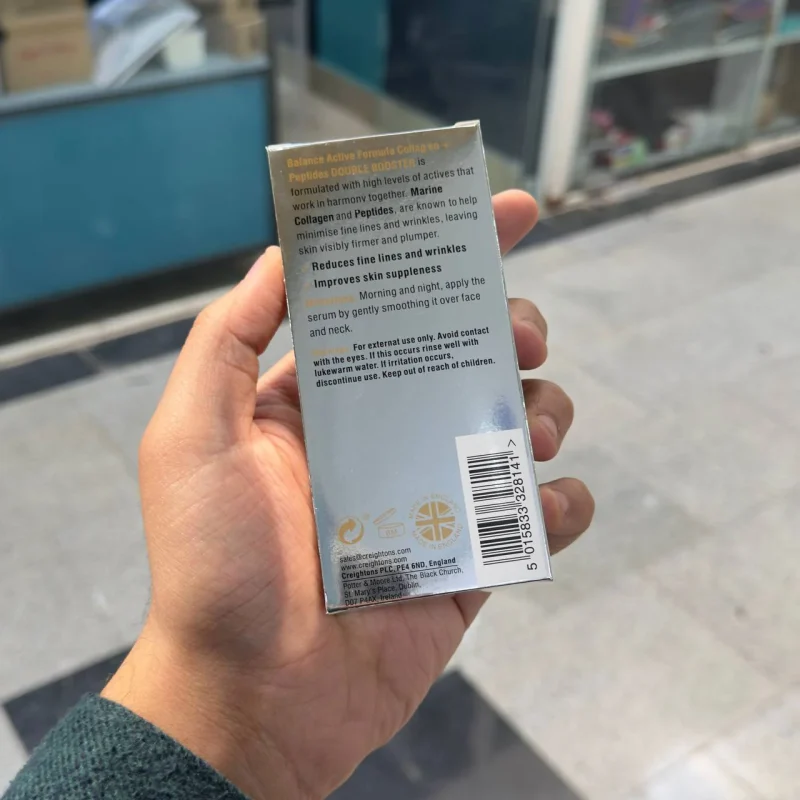 Balance Active Formula Collagen +
Peptides DOUBLE BOOSTER is
formulated with high levels of actives that
work in harmony together. Marine
Collagen and Peptides, are known to help
minimise fine lines and wrinkles, leaving
skin visibly firmer and plumper.
Reduces fine lines and wrinkles
Improves skin suppleness
Morning and night, apply the
serum by gently smoothing it over face
and neck.
For external use only. Avoid contact
with the eyes. If this occurs rinse well with
lukewarm water. If irritation occurs,
discontinue use. Keep out of reach of children.
sales@creightons.com
www.creightons.com
Creightons PLC, PE4 6ND, England
Potter & Moore Ltd, The Black Church,
St. Mary's Place, Dublin,
D07 P4AX, Ireland
5 015833 328141 >